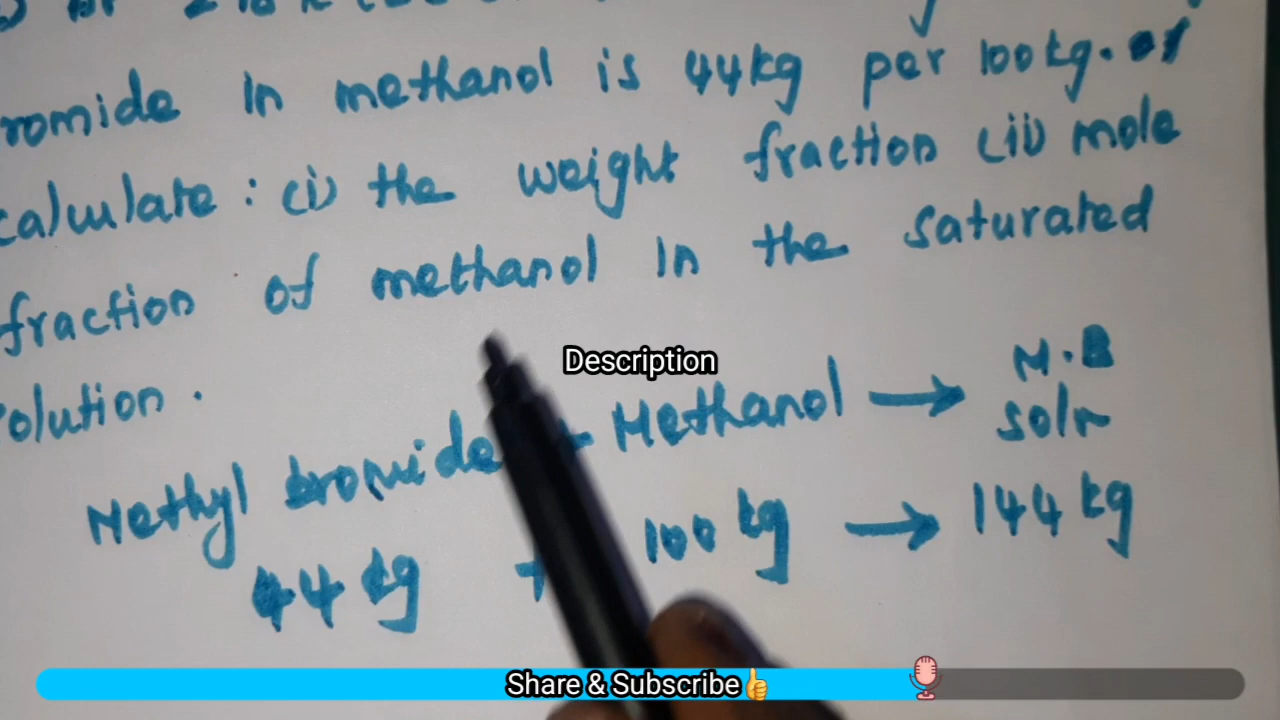 romide in methanol is 44kg per 100kg. of
calculate: (i) the weight fraction (ii) mole
fraction of methanol in the saturated
solution.
Description
Methyl bromide + Methanol → M.B
soln
44 kg + 100 kg → 144 kg
Share & Subscribe👍